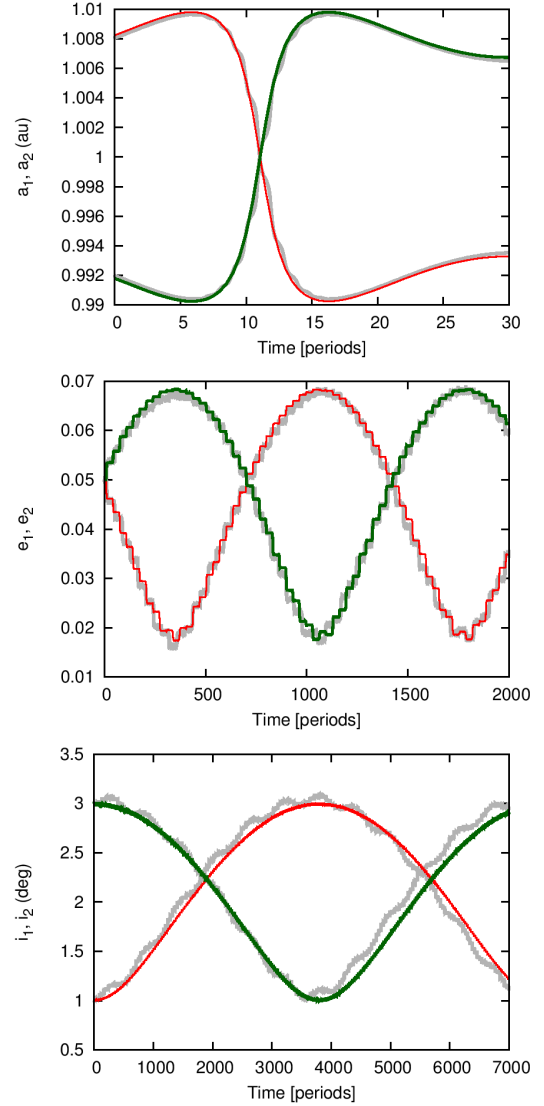 1.01
1.008
1.006
1.004
1.002
1
0.998
0.996
0.994
0.992
0.99
a₁, a₂ (au)
0 5 10 15 20 25 30
Time [periods]
0.07
0.06
0.05
0.04
0.03
0.02
0.01
e₁, e₂
0 500 1000 1500 2000
Time [periods]
3.5
3
2.5
2
1.5
1
0.5
i₁, i₂ (deg)
0 1000 2000 3000 4000 5000 6000 7000
Time [periods]